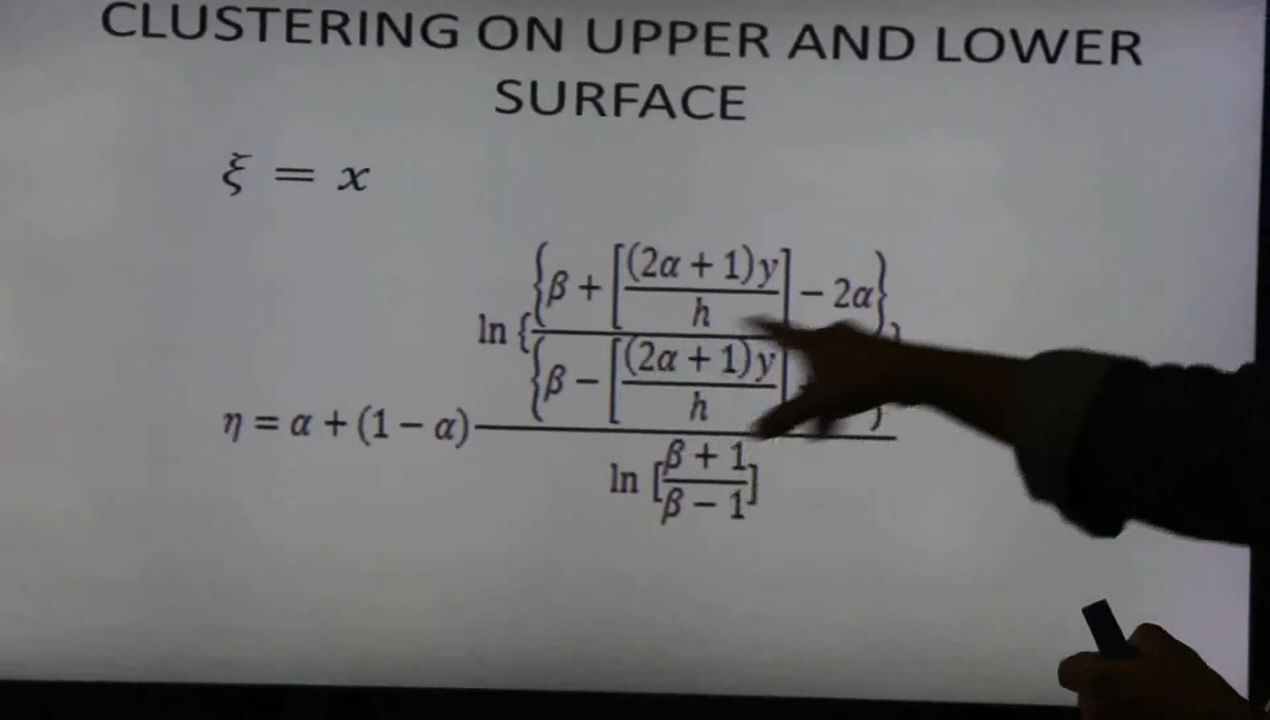 CLUSTERING ON UPPER AND LOWER
SURFACE
ξ = x
η = α + (1 − α) ln { {β + [(2α + 1)y / h] − 2α} / {β − [(2α + 1)y / h] } } / ln [β + 1 / β − 1]